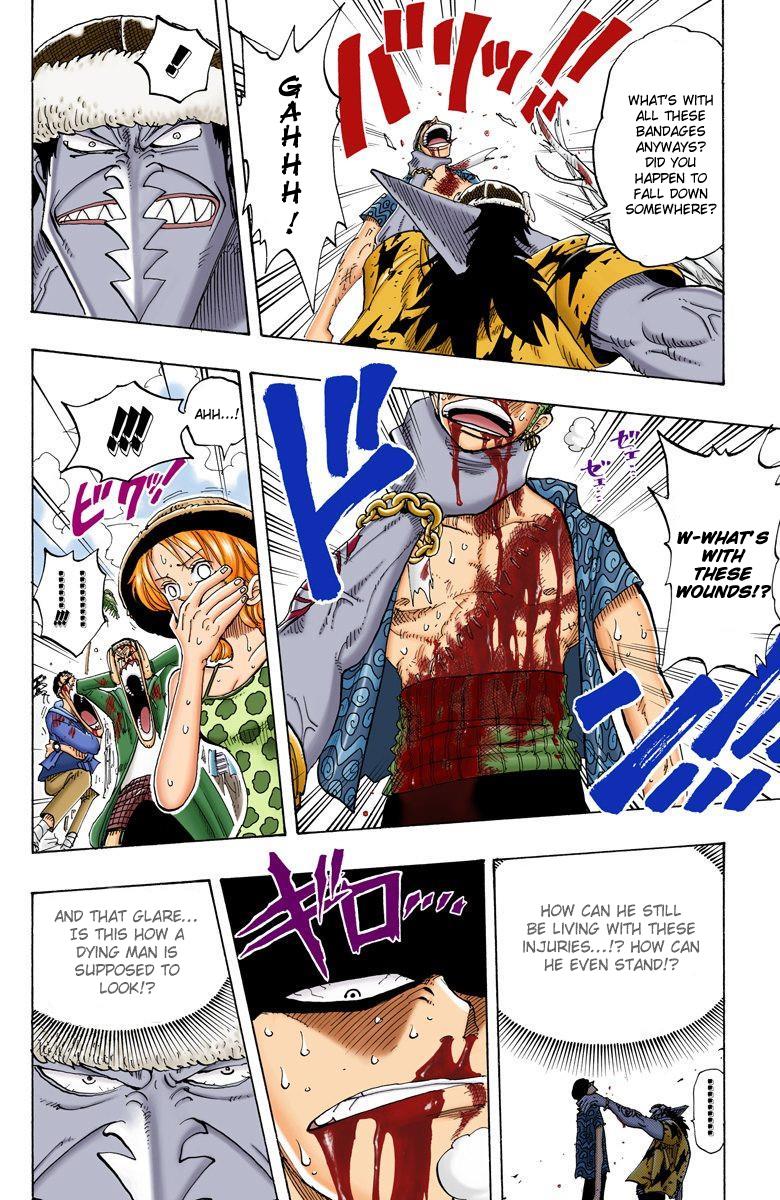 WHAT'S WITH
ALL THESE
BANDAGES
ANYWAYS?
DID YOU
HAPPEN TO
FALL DOWN
SOMEWHERE?
バリッ!!
GAHHH!
!
W-WHAT'S
WITH
THESE
WOUNDS!?
ゼェ…
ゼェ…
ドーン!!!
AHH...!
!!!
ビクッ!
!!!
HOW CAN HE STILL
BE LIVING WITH THESE
INJURIES...!? HOW CAN
HE EVEN STAND!?
ギロ…
AND THAT GLARE...
IS THIS HOW A
DYING MAN IS
SUPPOSED TO
LOOK!?